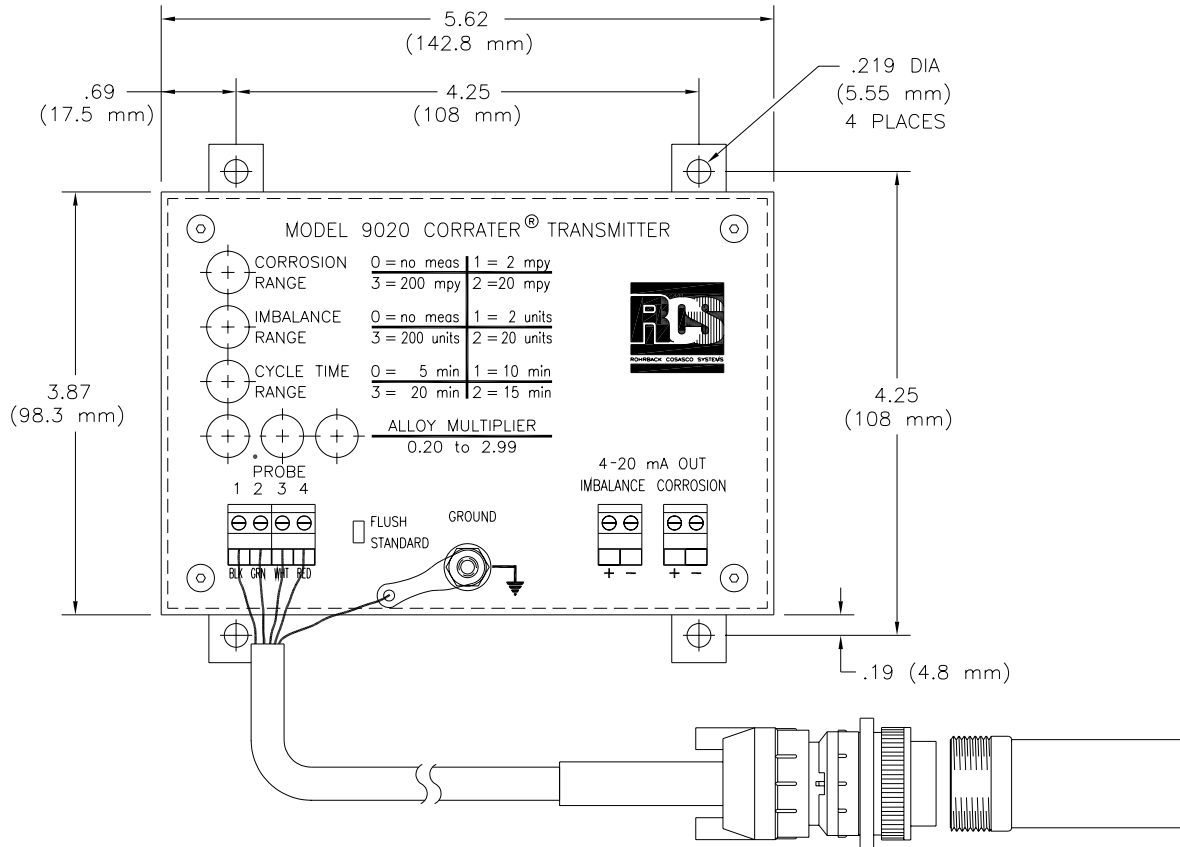 5.62
(142.8 mm)
.69
(17.5 mm)
4.25
(108 mm)
.219 DIA
(5.55 mm)
4 PLACES
MODEL 9020 CORRATER® TRANSMITTER
CORROSION RANGE
0 = no meas 1 = 2 mpy
3 = 200 mpy 2 =20 mpy
IMBALANCE RANGE
0 = no meas 1 = 2 units
3 = 200 units 2 = 20 units
CYCLE TIME RANGE
0 = 5 min 1 = 10 min
3 = 20 min 2 = 15 min
ALLOY MULTIPLIER
0.20 to 2.99
RCS
ROHRBACK COSASCO SYSTEMS
3.87
(98.3 mm)
4.25
(108 mm)
PROBE
1 2 3 4
BLK GRN WHT RED
FLUSH
STANDARD
GROUND
4-20 mA OUT
IMBALANCE CORROSION
+ - + -
.19 (4.8 mm)